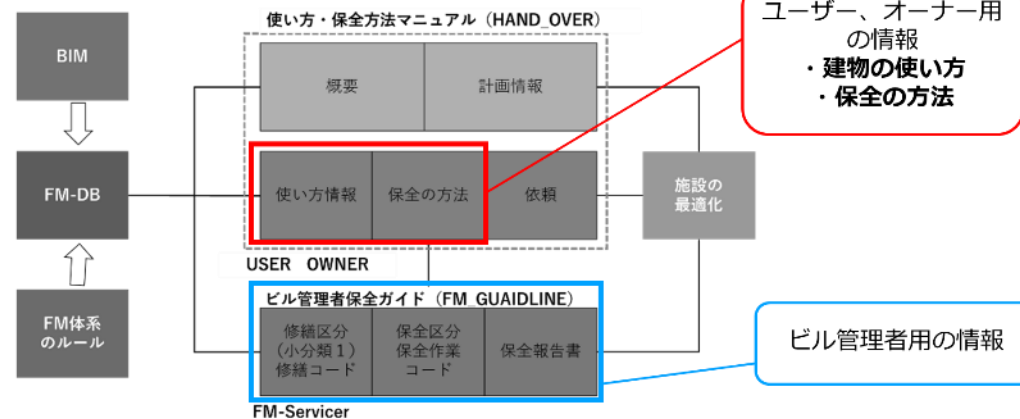 使い方・保全方法マニュアル（HAND_OVER）
BIM
概要
計画情報
FM-DB
使い方情報
保全の方法
依頼
施設の
最適化
USER OWNER
ビル管理者保全ガイド（FM_GUAIDLINE）
FM体系
のルール
修繕区分
（小分類１）
修繕コード
保全区分
保全作業
コード
保全報告書
FM-Servicer
ユーザー、オーナー用
の情報
・建物の使い方
・保全の方法
ビル管理者用の情報